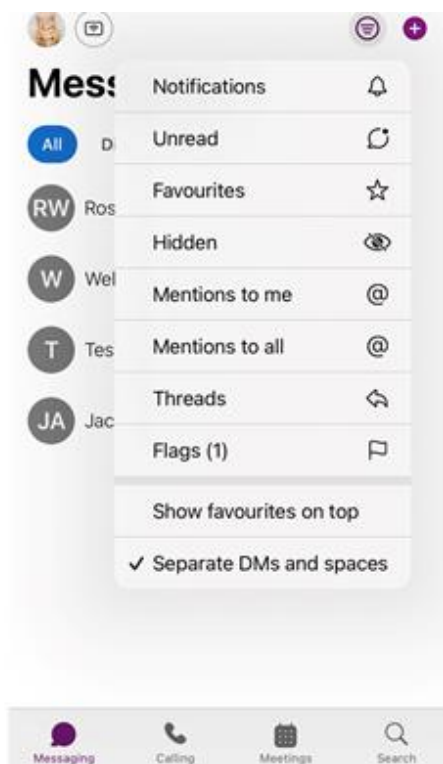 Mess
Notifications
All D
Unread
Favourites
RW Ros
Hidden
W Wel
Mentions to me
T Tes
Mentions to all
Threads
JA Jac
Flags (1)
Show favourites on top
Separate DMs and spaces
Messaging Calling Meetings Search